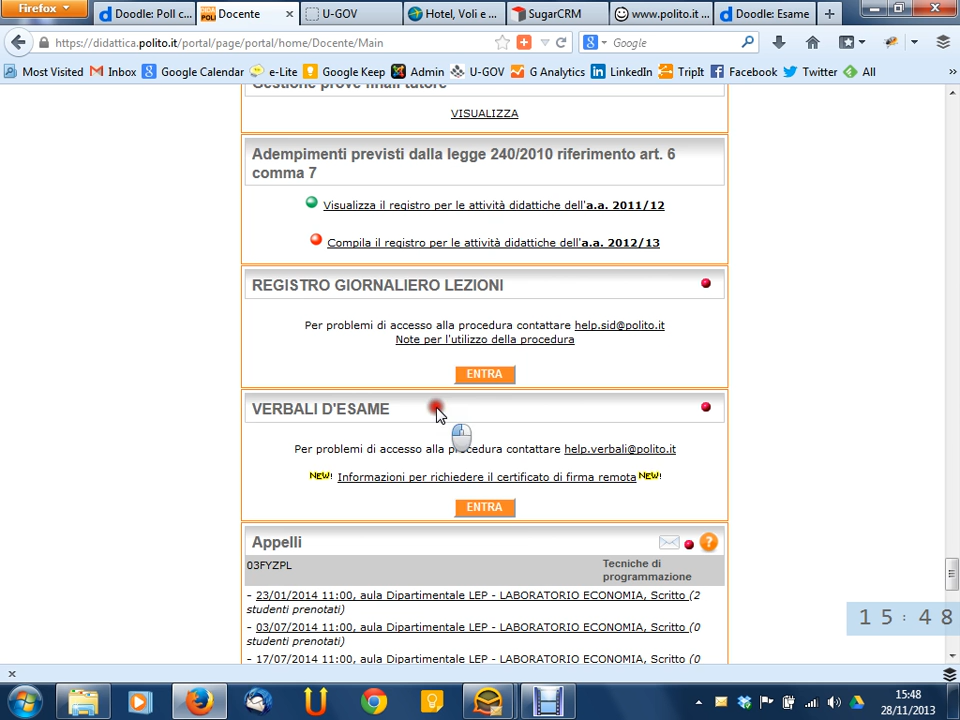 Firefox
Doodle: Poll c...
Docente
U-GOV
Hotel, Voli e ...
SugarCRM
www.polito.it ...
Doodle: Esame
https://didattica.polito.it/portal/page/portal/home/Docente/Main
Google
Most Visited
Inbox
Google Calendar
e-Lite
Google Keep
Admin
U-GOV
G Analytics
LinkedIn
TripIt
Facebook
Twitter
All
Gestione prove finali tutore
VISUALIZZA
Adempimenti previsti dalla legge 240/2010 riferimento art. 6
comma 7
Visualizza il registro per le attività didattiche dell'a.a. 2011/12
Compila il registro per le attività didattiche dell'a.a. 2012/13
REGISTRO GIORNALIERO LEZIONI
Per problemi di accesso alla procedura contattare help.sid@polito.it
Note per l'utilizzo della procedura
ENTRA
VERBALI D'ESAME
Per problemi di accesso alla procedura contattare help.verbali@polito.it
NEW! Informazioni per richiedere il certificato di firma remota NEW!
ENTRA
Appelli
03FYZPL
Tecniche di
programmazione
- 23/01/2014 11:00, aula Dipartimentale LEP - LABORATORIO ECONOMIA, Scritto (2
studenti prenotati)
- 03/07/2014 11:00, aula Dipartimentale LEP - LABORATORIO ECONOMIA, Scritto (0
studenti prenotati)
- 17/07/2014 11:00, aula Dipartimentale LEP - LABORATORIO ECONOMIA, Scritto (0
15:48
15:48
28/11/2013